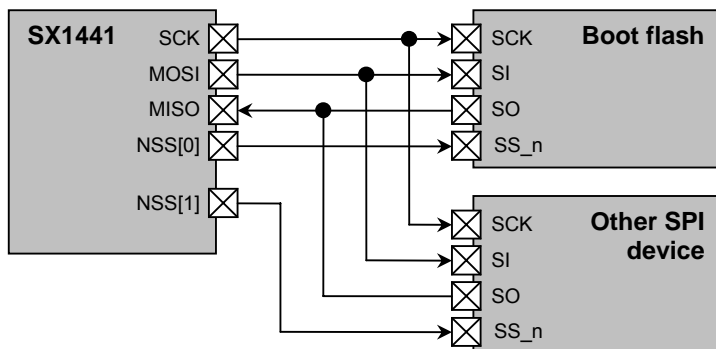 SX1441
SCK
MOSI
MISO
NSS[0]
NSS[1]
SCK
SI
SO
SS_n
Boot flash
SCK
SI
SO
SS_n
Other SPI
device